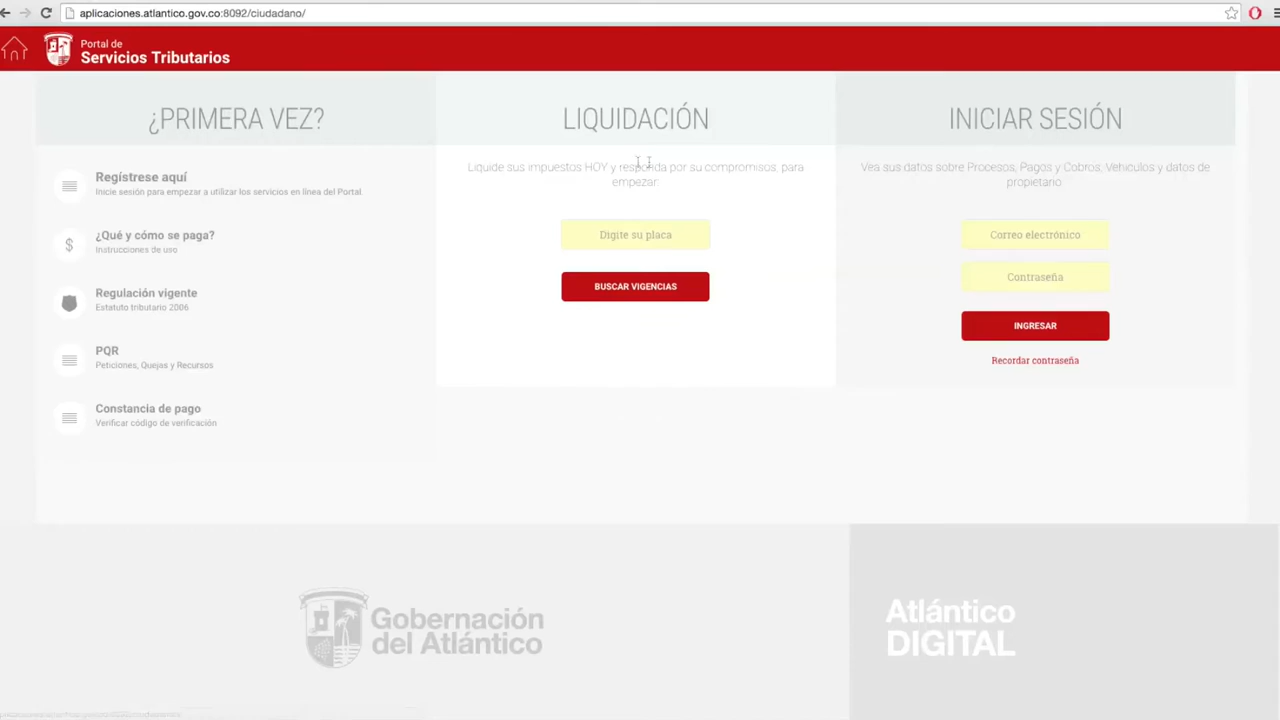 aplicaciones.atlantico.gov.co:8092/ciudadano/
Portal de
Servicios Tributarios
¿PRIMERA VEZ?
Regístrese aquí
Inicie sesión para empezar a utilizar los servicios en línea del Portal
¿Qué y cómo se paga?
Instrucciones de uso
Regulación vigente
Estatuto tributario 2006
PQR
Peticiones, Quejas y Recursos
Constancia de pago
Verificar código de verificación
LIQUIDACIÓN
Liquide sus impuestos HOY y responda por su compromisos, para
empezar:
Digite su placa
BUSCAR VIGENCIAS
INICIAR SESIÓN
Vea sus datos sobre Procesos, Pagos y Cobros, Vehículos y datos de
propietario
Correo electrónico
Contraseña
INGRESAR
Recordar contraseña
Gobernación
del Atlántico
Atlántico
DIGITAL